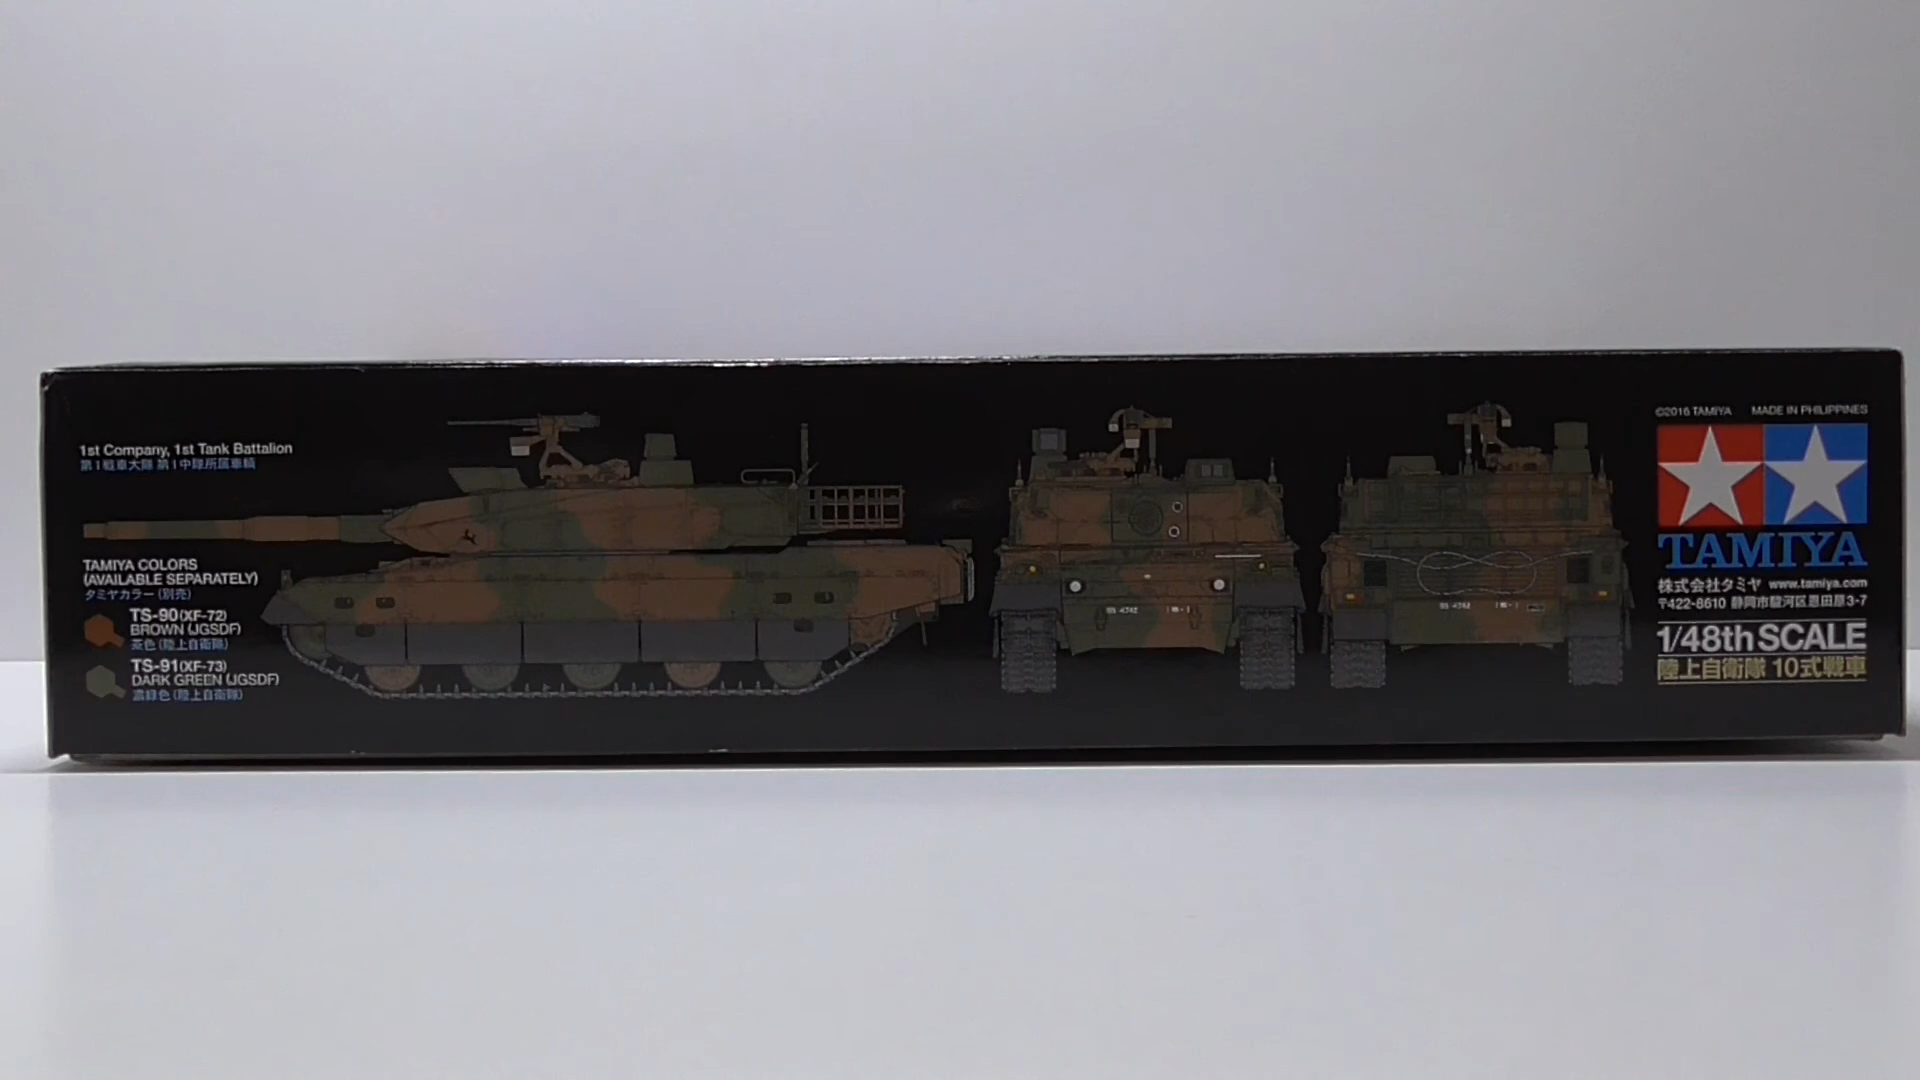 1st Company, 1st Tank Battalion
第1戦車大隊 第1中隊所属車輌
TAMIYA COLORS
(AVAILABLE SEPARATELY)
タミヤカラー (別売)
TS-90(XF-72)
BROWN (JGSDF)
茶色 (陸上自衛隊)
TS-91(XF-73)
DARK GREEN (JGSDF)
濃緑色 (陸上自衛隊)
©2016 TAMIYA MADE IN PHILIPPINES
TAMIYA
株式会社タミヤ www.tamiya.com
〒422-8610 静岡市駿河区恩田原3-7
1/48th SCALE
陸上自衛隊 10式戦車